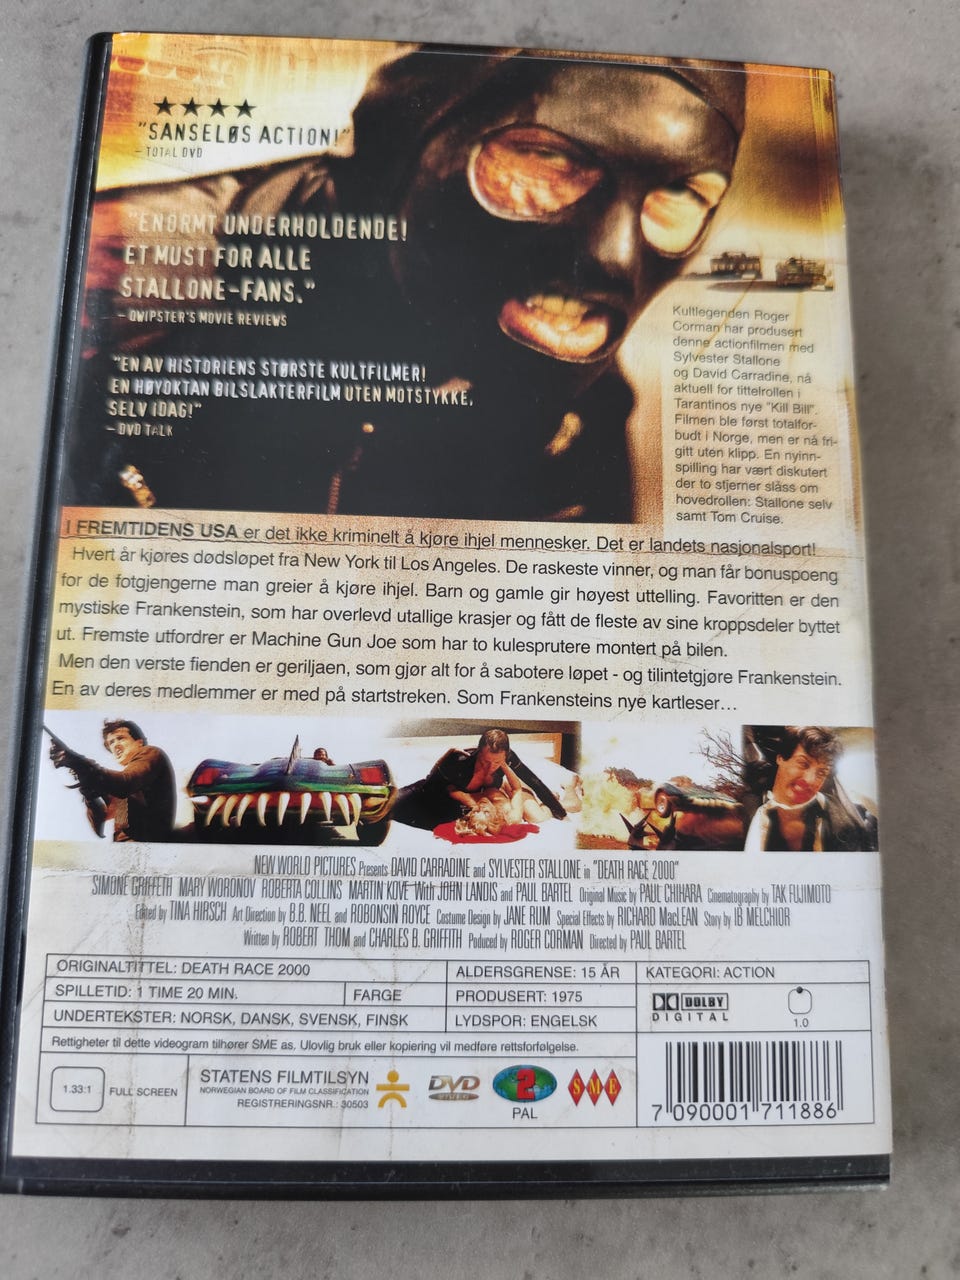 "SANSELØS ACTION!"
– TOTAL DVD
"ENORMT UNDERHOLDENDE!
ET MUST FOR ALLE
STALLONE-FANS."
– QWIPSTER'S MOVIE REVIEWS
"EN AV HISTORIENS STØRSTE KULTFILMER!
EN HØYOKTAN BILSLAKTERFILM UTEN MOTSTYKKE,
SELV IDAG!"
– DVD TALK
Kultlegenden Roger
Corman har produsert
denne actionfilmen med
Sylvester Stallone
og David Carradine, nå
aktuell for tittelrollen i
Tarantinos nye "Kill Bill".
Filmen ble først totalfor-
budt i Norge, men er nå fri-
gitt uten klipp. En nyinn-
spilling har vært diskutert
der to stjerner slåss om
hovedrollen: Stallone selv
samt Tom Cruise.
I FREMTIDENS USA er det ikke kriminelt å kjøre ihjel mennesker. Det er landets nasjonalsport!
Hvert år kjøres dødsløpet fra New York til Los Angeles. De raskeste vinner, og man får bonuspoeng
for de fotgjengerne man greier å kjøre ihjel. Barn og gamle gir høyest uttelling. Favoritten er den
mystiske Frankenstein, som har overlevd utallige krasjer og fått de fleste av sine kroppsdeler byttet
ut. Fremste utfordrer er Machine Gun Joe som har to kulesprutere montert på bilen.
Men den verste fienden er geriljaen, som gjør alt for å sabotere løpet - og tilintetgjøre Frankenstein.
En av deres medlemmer er med på startstreken. Som Frankensteins nye kartleser...
NEW WORLD PICTURES Presents DAVID CARRADINE and SYLVESTER STALLONE in "DEATH RACE 2000"
SIMONE GRIFFETH MARY WORONOV ROBERTA COLLINS MARTIN KOVE With JOHN LANDIS and PAUL BARTEL Original Music by PAUL CHIHARA Cinematography by TAK FUJIMOTO
Edited by TINA HIRSCH Art Direction by B.B. NEEL and ROBONSIN ROYCE Costume Design by JANE RUM Special Effects by RICHARD MacLEAN Story by IB MELCHIOR
Written by ROBERT THOM and CHARLES B. GRIFFITH Poduced by ROGER CORMAN Directed by PAUL BARTEL
ORIGINALTITTEL: DEATH RACE 2000 ALDERSGRENSE: 15 ÅR KATEGORI: ACTION
SPILLETID: 1 TIME 20 MIN. FARGE PRODUSERT: 1975
UNDERTEKSTER: NORSK, DANSK, SVENSK, FINSK LYDSPOR: ENGELSK
DOLBY
DIGITAL 1.0
Rettigheter til dette videogram tilhører SME as. Ulovlig bruk eller kopiering vil medføre rettsforfølgelse.
1.33:1 FULL SCREEN
STATENS FILMTILSYN
NORWEGIAN BOARD OF FILM CLASSIFICATION
REGISTRERINGSNR.: 30503
DVD
VIDEO
2
PAL
SME
7 090001 711886